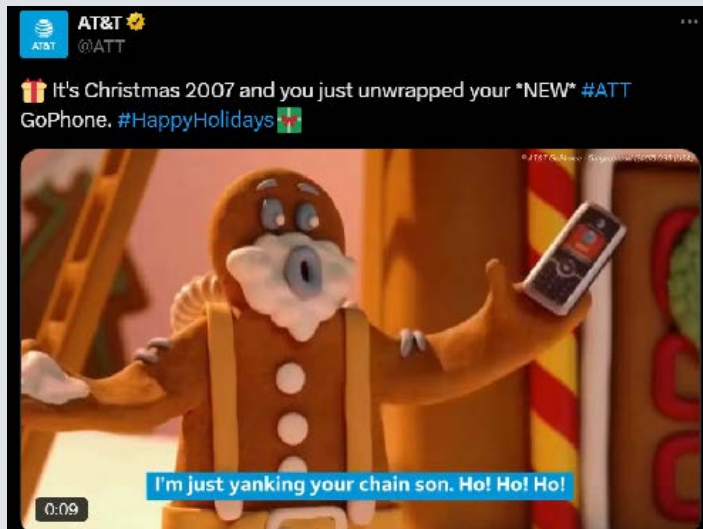 AT&T
@ATT
AT&T
It's Christmas 2007 and you just unwrapped your *NEW* #ATT
GoPhone. #HappyHolidays
I'm just yanking your chain son. Ho! Ho! Ho!
0:09